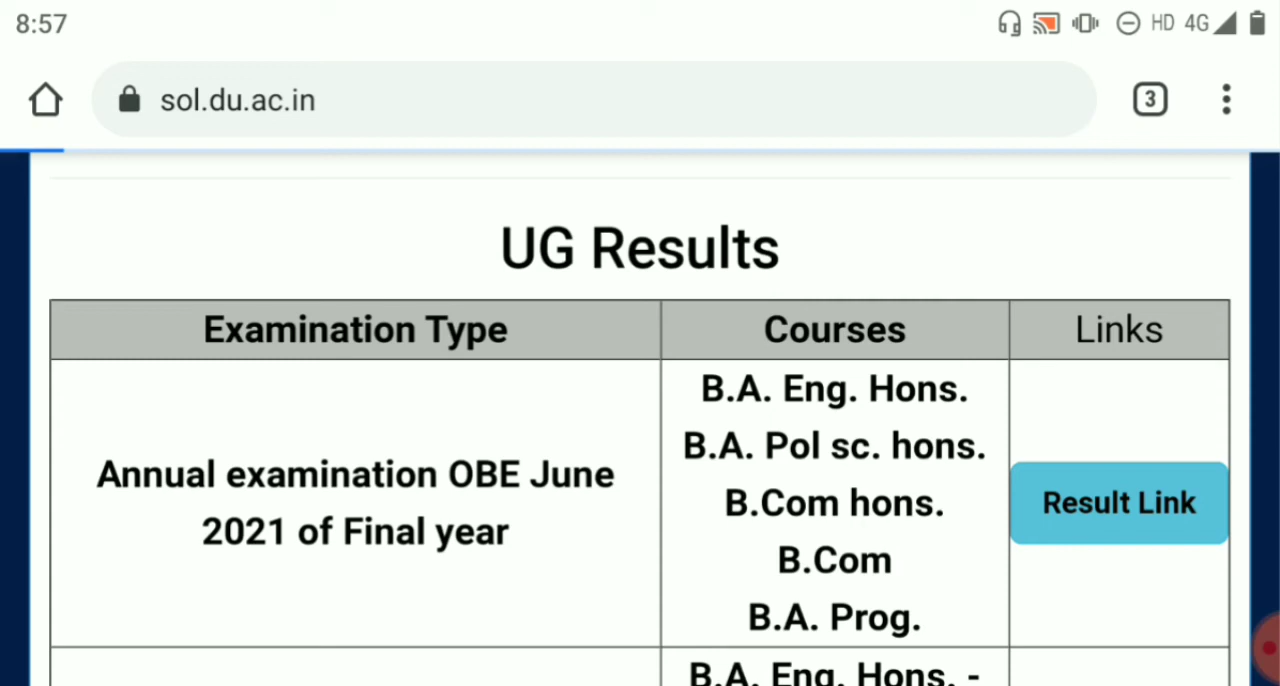 8:57
HD 4G
sol.du.ac.in
3
UG Results
Examination Type
Courses
Links
Annual examination OBE June
2021 of Final year
B.A. Eng. Hons.
B.A. Pol sc. hons.
B.Com hons.
B.Com
B.A. Prog.
Result Link
B.A. Eng. Hons. -